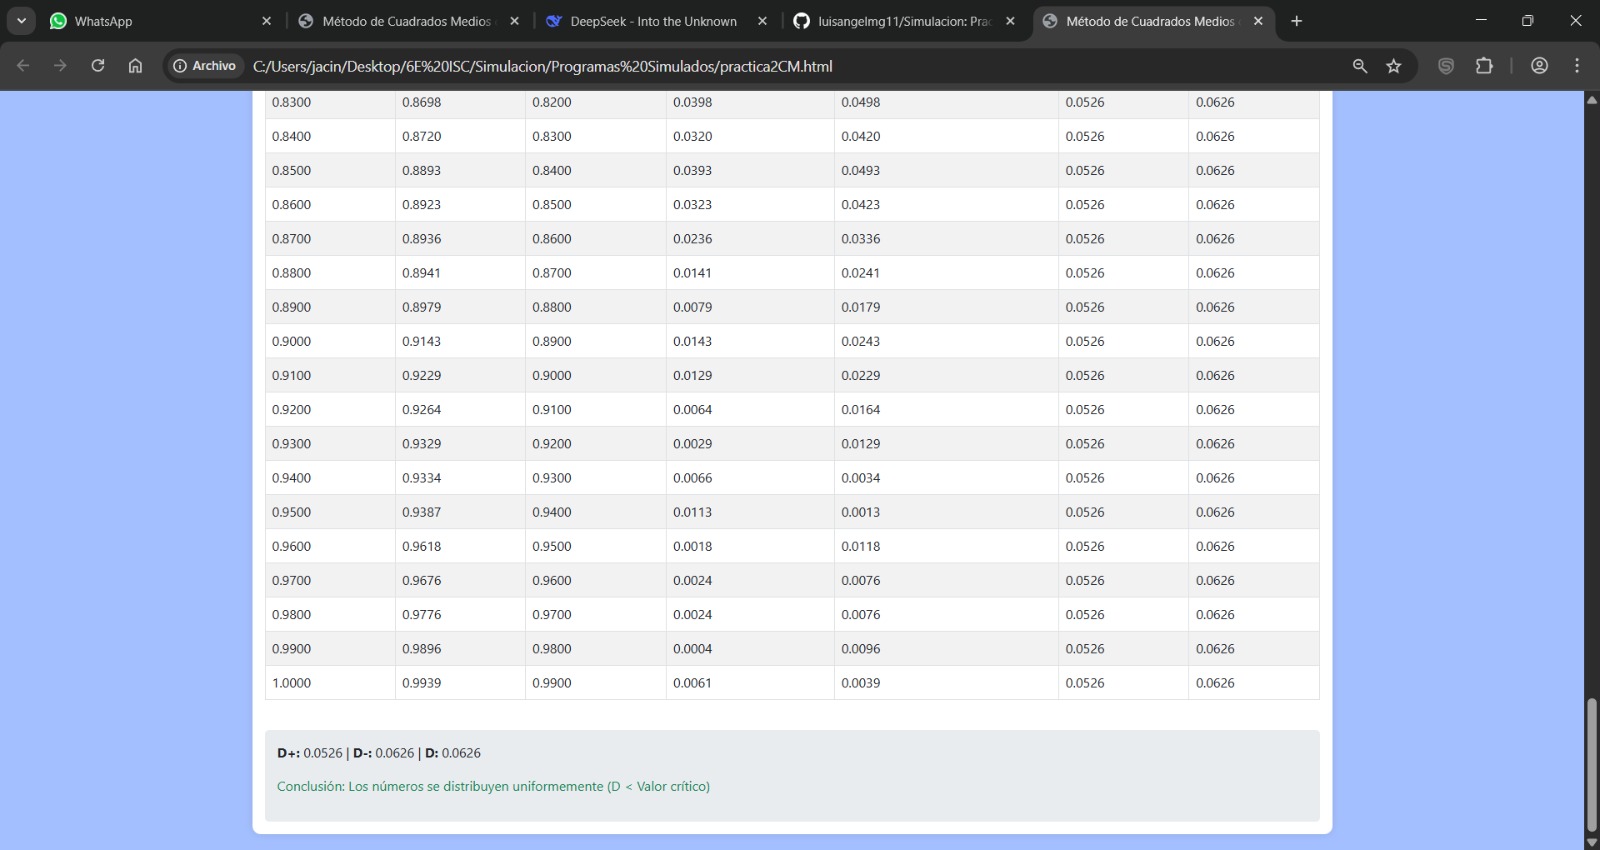 WhatsApp
Método de Cuadrados Medios
DeepSeek - Into the Unknown
luisangelmg11/Simulacion: Prac
Método de Cuadrados Medios
Archivo C:/Users/jacin/Desktop/6E%20ISC/Simulacion/Programas%20Simulados/practica2CM.html
0.8300 0.8698 0.8200 0.0398 0.0498 0.0526 0.0626
0.8400 0.8720 0.8300 0.0320 0.0420 0.0526 0.0626
0.8500 0.8893 0.8400 0.0393 0.0493 0.0526 0.0626
0.8600 0.8923 0.8500 0.0323 0.0423 0.0526 0.0626
0.8700 0.8936 0.8600 0.0236 0.0336 0.0526 0.0626
0.8800 0.8941 0.8700 0.0141 0.0241 0.0526 0.0626
0.8900 0.8979 0.8800 0.0079 0.0179 0.0526 0.0626
0.9000 0.9143 0.8900 0.0143 0.0243 0.0526 0.0626
0.9100 0.9229 0.9000 0.0129 0.0229 0.0526 0.0626
0.9200 0.9264 0.9100 0.0064 0.0164 0.0526 0.0626
0.9300 0.9329 0.9200 0.0029 0.0129 0.0526 0.0626
0.9400 0.9334 0.9300 0.0066 0.0034 0.0526 0.0626
0.9500 0.9387 0.9400 0.0113 0.0013 0.0526 0.0626
0.9600 0.9618 0.9500 0.0018 0.0118 0.0526 0.0626
0.9700 0.9676 0.9600 0.0024 0.0076 0.0526 0.0626
0.9800 0.9776 0.9700 0.0024 0.0076 0.0526 0.0626
0.9900 0.9896 0.9800 0.0004 0.0096 0.0526 0.0626
1.0000 0.9939 0.9900 0.0061 0.0039 0.0526 0.0626
D+: 0.0526 | D-: 0.0626 | D: 0.0626
Conclusión: Los números se distribuyen uniformemente (D < Valor crítico)